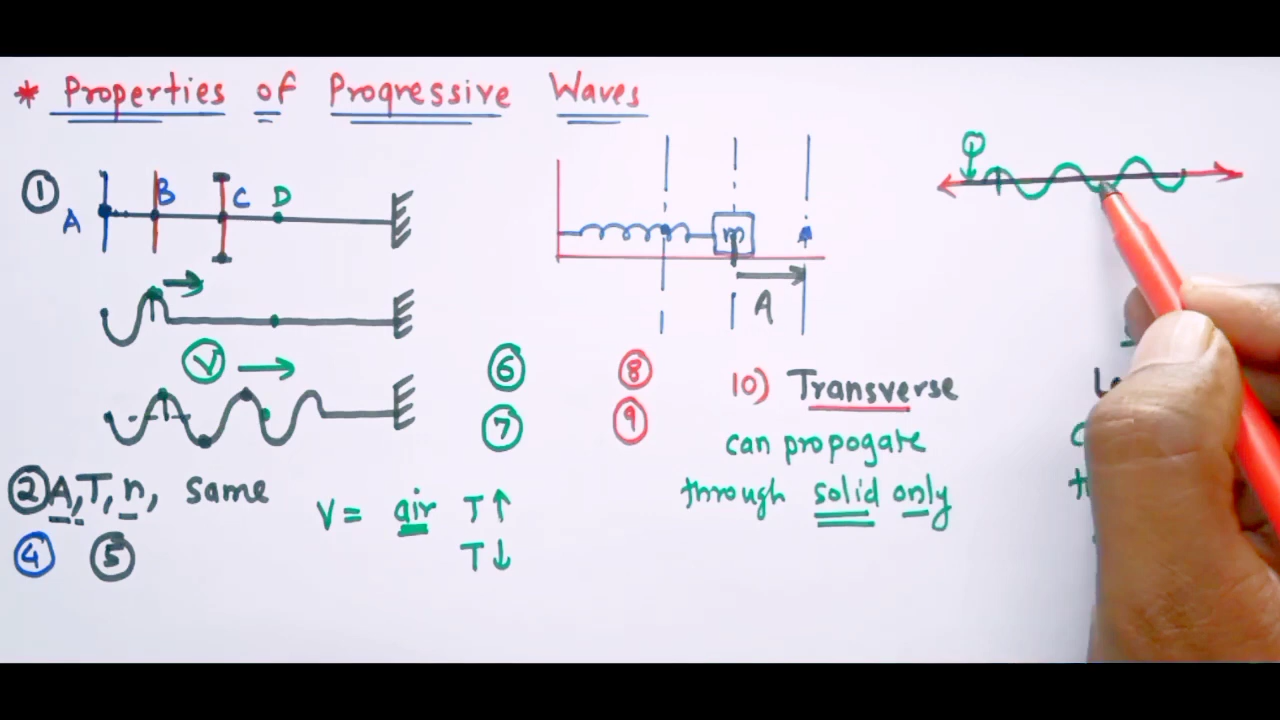 * Properties of Progressive Waves
①
A B C D
m
A
V
⑥ ⑧
⑦ ⑨
10) Transverse
can propogate
through solid only
② A, T, n, same
V = air T↑
T↓
④ ⑤